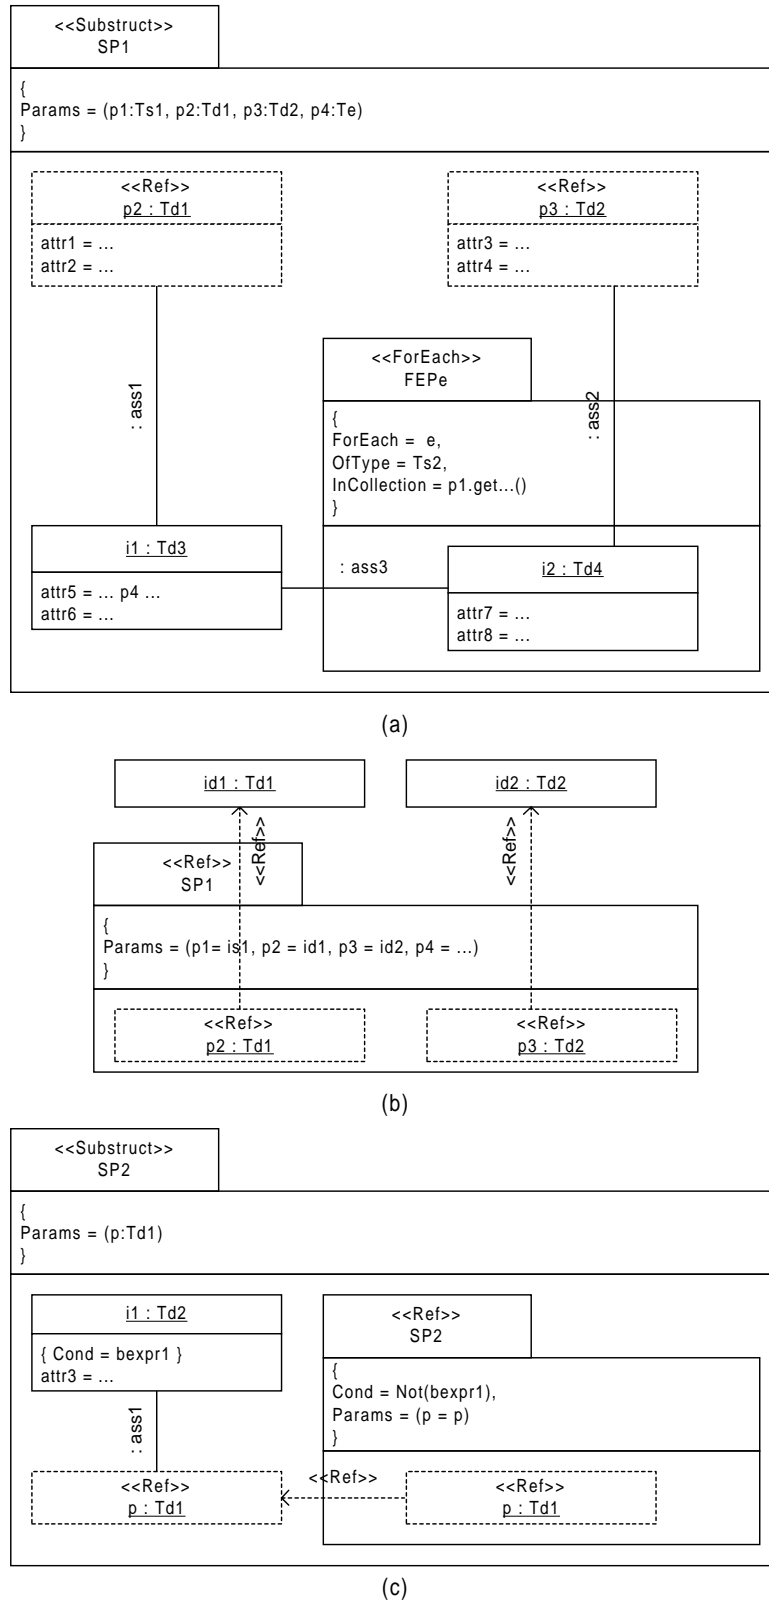 <<Substruct>>
SP1
{
Params = (p1:Ts1, p2:Td1, p3:Td2, p4:Te)
}
<<Ref>>
p2 : Td1
attr1 = ...
attr2 = ...
<<Ref>>
p3 : Td2
attr3 = ...
attr4 = ...
: ass1
<<ForEach>>
FEPe
: ass2
{
ForEach =  e,
OfType = Ts2,
InCollection = p1.get...()
}
i1 : Td3
attr5 = ... p4 ...
attr6 = ...
: ass3
i2 : Td4
attr7 = ...
attr8 = ...
(a)
id1 : Td1
id2 : Td2
<<Ref>>
<<Ref>>
<<Ref>>
SP1
{
Params = (p1= is1, p2 = id1, p3 = id2, p4 = ...)
}
<<Ref>>
p2 : Td1
<<Ref>>
p3 : Td2
(b)
<<Substruct>>
SP2
{
Params = (p:Td1)
}
i1 : Td2
{ Cond = bexpr1 }
attr3 = ...
: ass1
<<Ref>>
SP2
{
Cond = Not(bexpr1),
Params = (p = p)
}
<<Ref>>
p : Td1
<<Ref>>
<<Ref>>
p : Td1
(c)